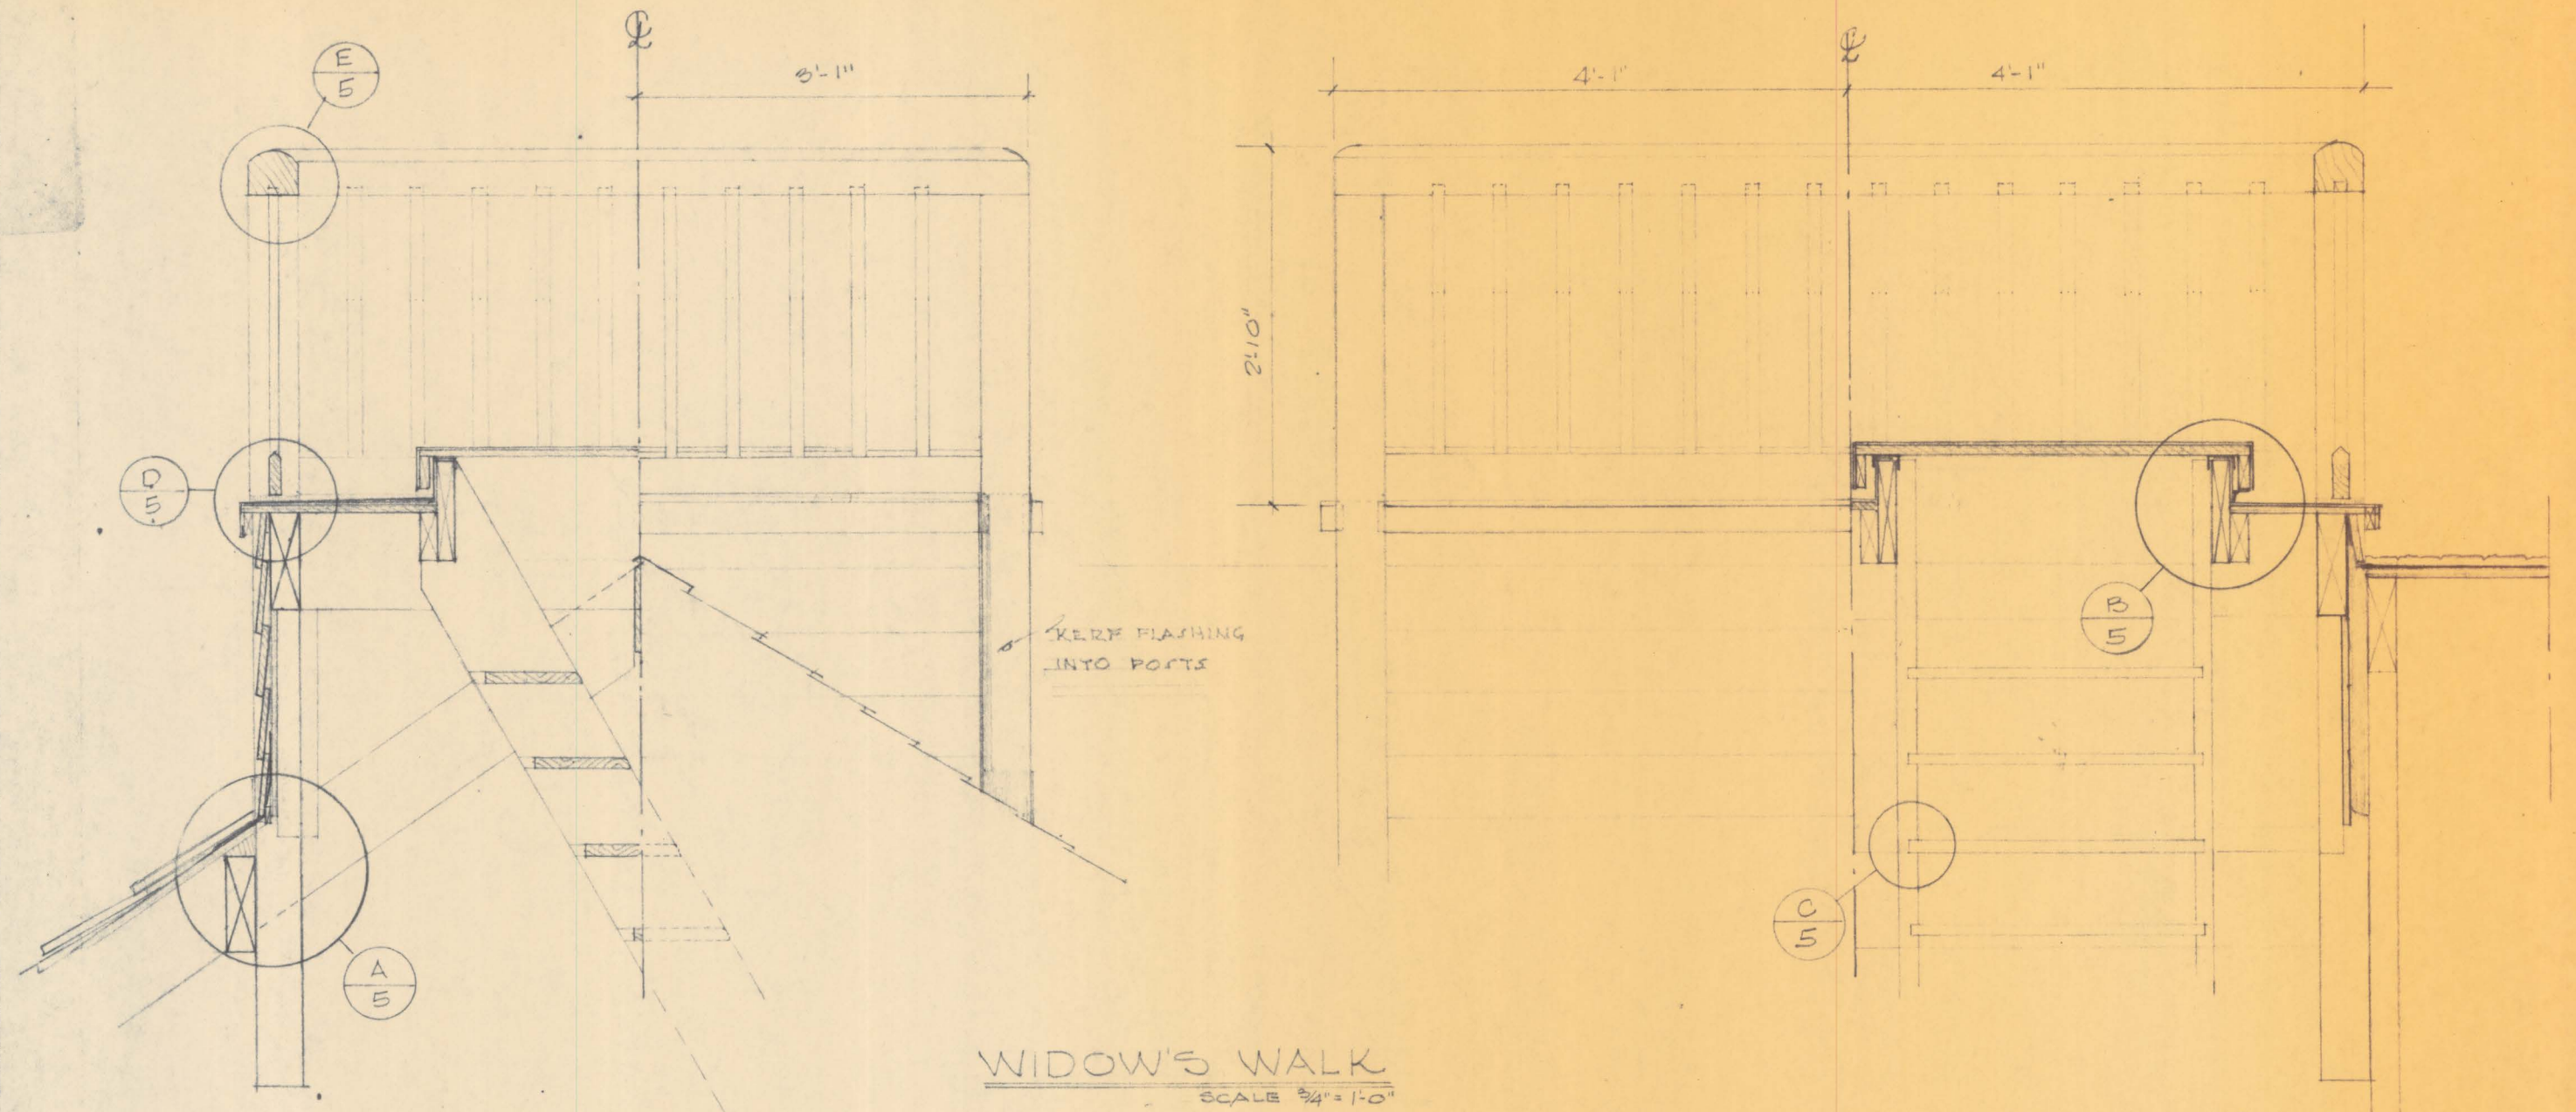 E
5
3'-1"
4'-1"
4'-1"
2'-10"
D
5
KERF FLASHING
INTO POSTS
B
5
C
5
A
5
WIDOW'S WALK
SCALE 3/4" = 1'-0"